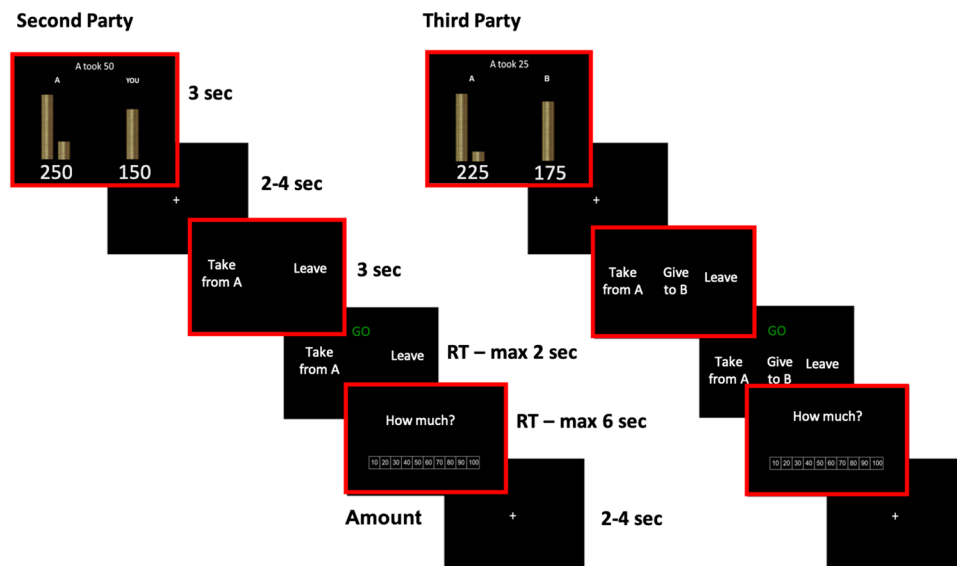 Second Party
A took 50
A YOU
250 150
3 sec
+
2-4 sec
Take
from A
Leave
3 sec
GO
Take
from A
Leave
RT – max 2 sec
How much?
10 20 30 40 50 60 70 80 90 100
RT – max 6 sec
Amount
+
2-4 sec
Third Party
A took 25
A B
225 175
+
Take
from A
Give
to B
Leave
GO
Take
from A
Give
to B
Leave
How much?
10 20 30 40 50 60 70 80 90 100
+